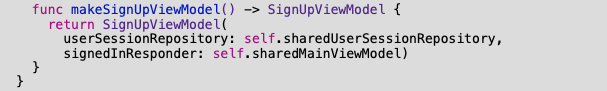 func makeSignUpViewModel() -> SignUpViewModel {
return SignUpViewModel(
userSessionRepository: self.sharedUserSessionRepository,
signedInResponder: self.sharedMainViewModel)
}
}